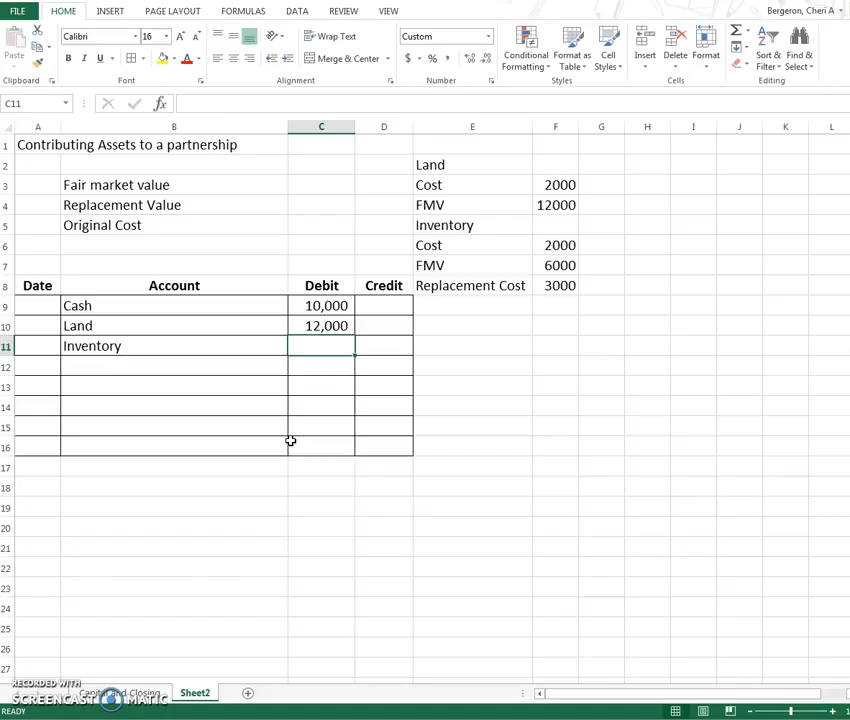 FILE HOME INSERT PAGE LAYOUT FORMULAS DATA REVIEW VIEW Bergeron, Cheri A
Paste Calibri 16 A A Wrap Text Custom Conditional Formatting Format as Table Cell Styles Insert Delete Format Sort & Filter Find & Select
B I U A Merge & Center $ % , .0 .00
Clipboard Font Alignment Number Styles Cells Editing
C11 fx
A B C D E F G H I J K L
1 Contributing Assets to a partnership
2 Land
3 Fair market value Cost 2000
4 Replacement Value FMV 12000
5 Original Cost Inventory
6 Cost 2000
7 FMV 6000
8 Date Account Debit Credit Replacement Cost 3000
9 Cash 10,000
10 Land 12,000
11 Inventory
12
13
14
15
16
17
18
19
20
21
22
23
24
25
26
27
RECORDED WITH
SCREENCAST MATIC
Capital and Closing Sheet2
READY